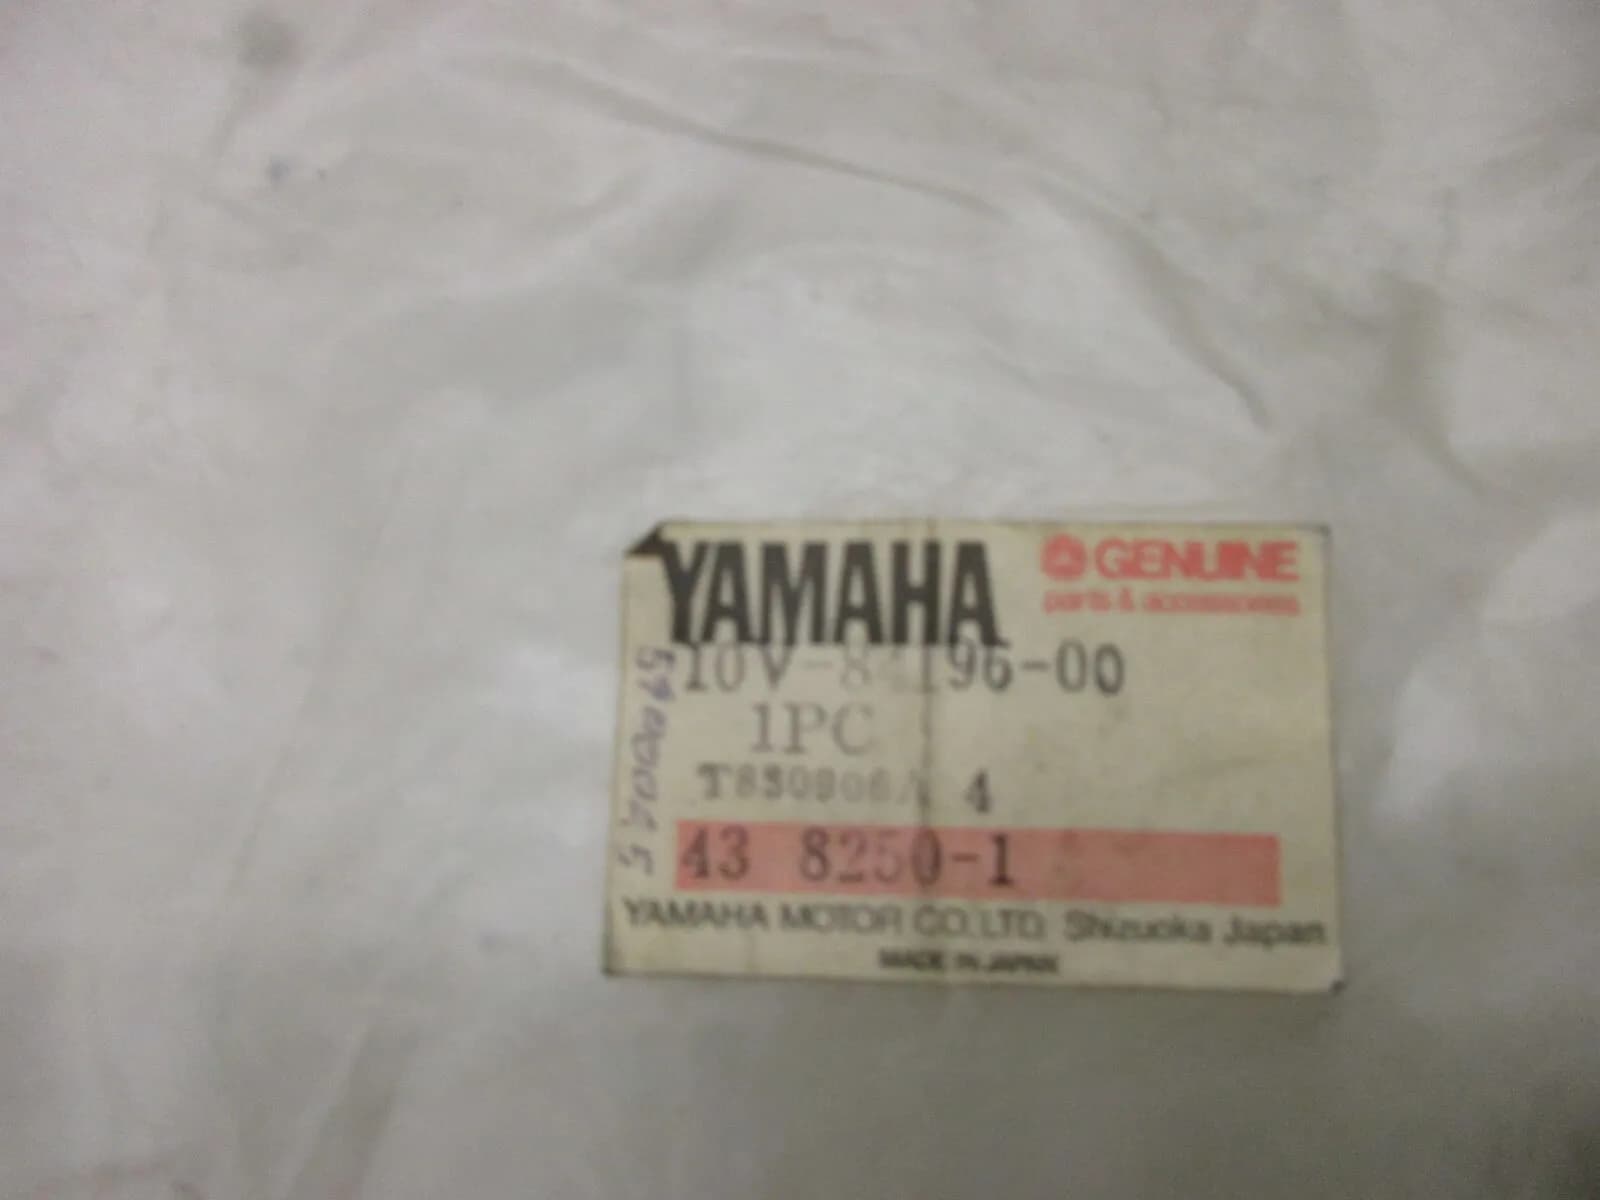 YAMAHA
GENUINE
parts & accessories
10V-84196-00
1PC
4
43 8250-1
YAMAHA MOTOR CO. LTD. Shizuoka Japan
MADE IN JAPAN